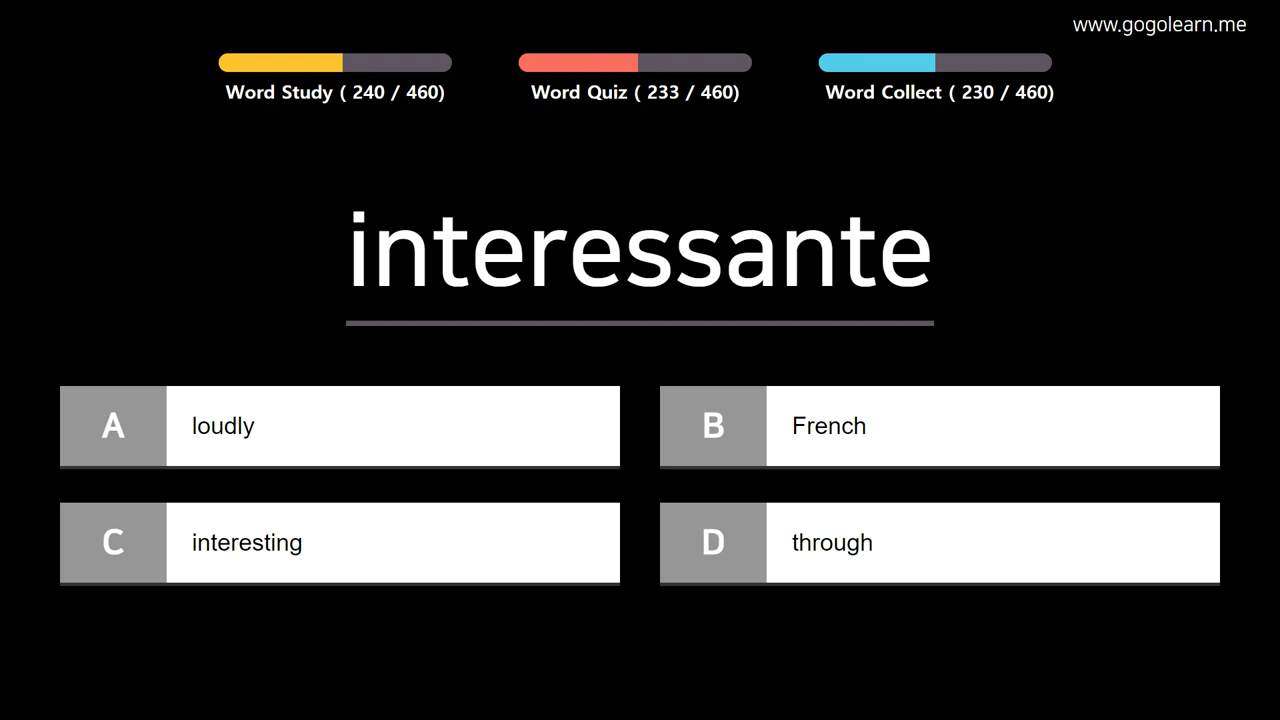 www.gogolearn.me
Word Study ( 240 / 460)
Word Quiz ( 233 / 460)
Word Collect ( 230 / 460)
interessante
A loudly
B French
C interesting
D through